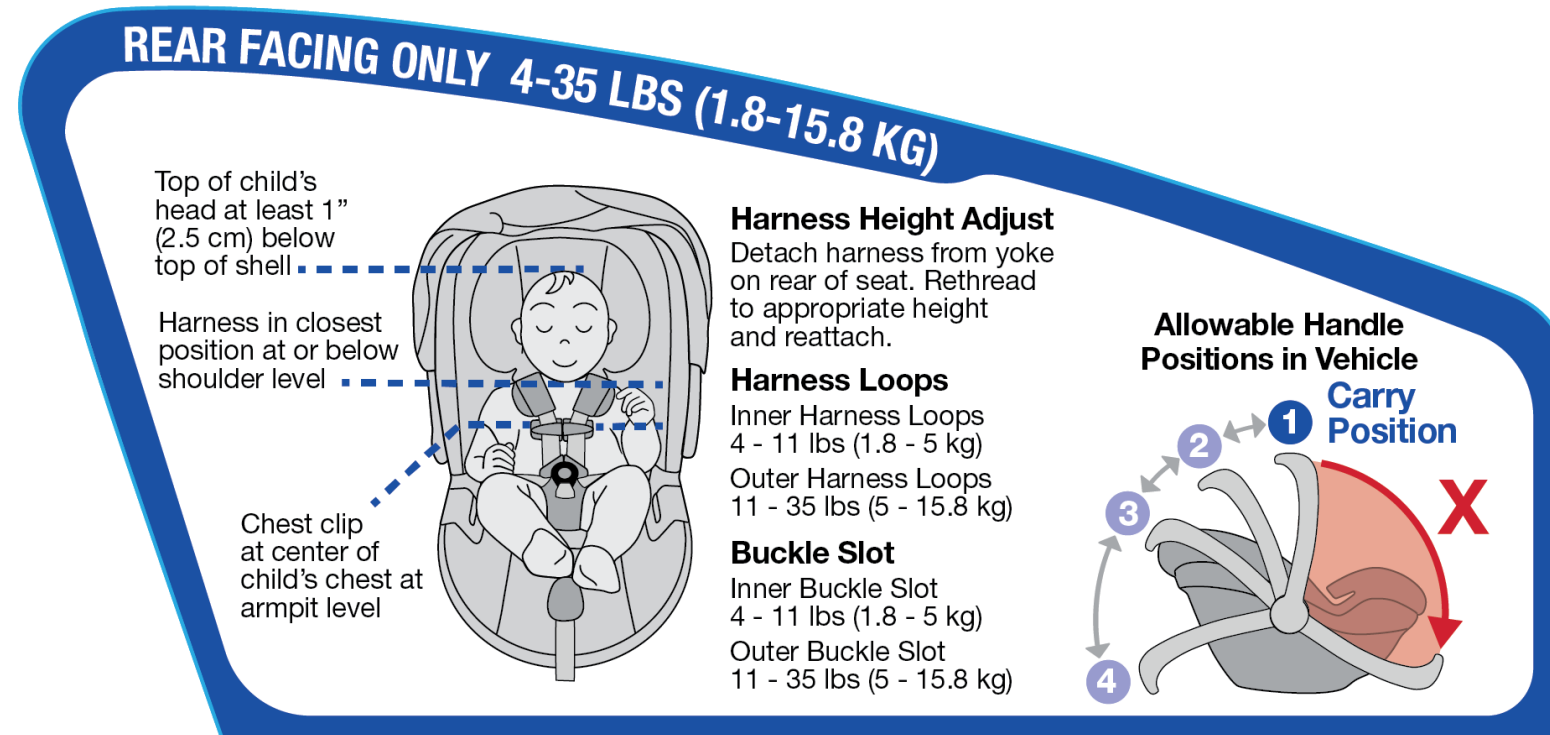 REAR FACING ONLY 4-35 LBS (1.8-15.8 KG)
Top of child’s
head at least 1”
(2.5 cm) below
top of shell
Harness in closest
position at or below
shoulder level
Chest clip
at center of
child’s chest at
armpit level
Harness Height Adjust
Detach harness from yoke
on rear of seat. Rethread
to appropriate height
and reattach.
Harness Loops
Inner Harness Loops
4 - 11 lbs (1.8 - 5 kg)
Outer Harness Loops
11 - 35 lbs (5 - 15.8 kg)
Buckle Slot
Inner Buckle Slot
4 - 11 lbs (1.8 - 5 kg)
Outer Buckle Slot
11 - 35 lbs (5 - 15.8 kg)
Allowable Handle
Positions in Vehicle
1 Carry
Position
2
3
4
X